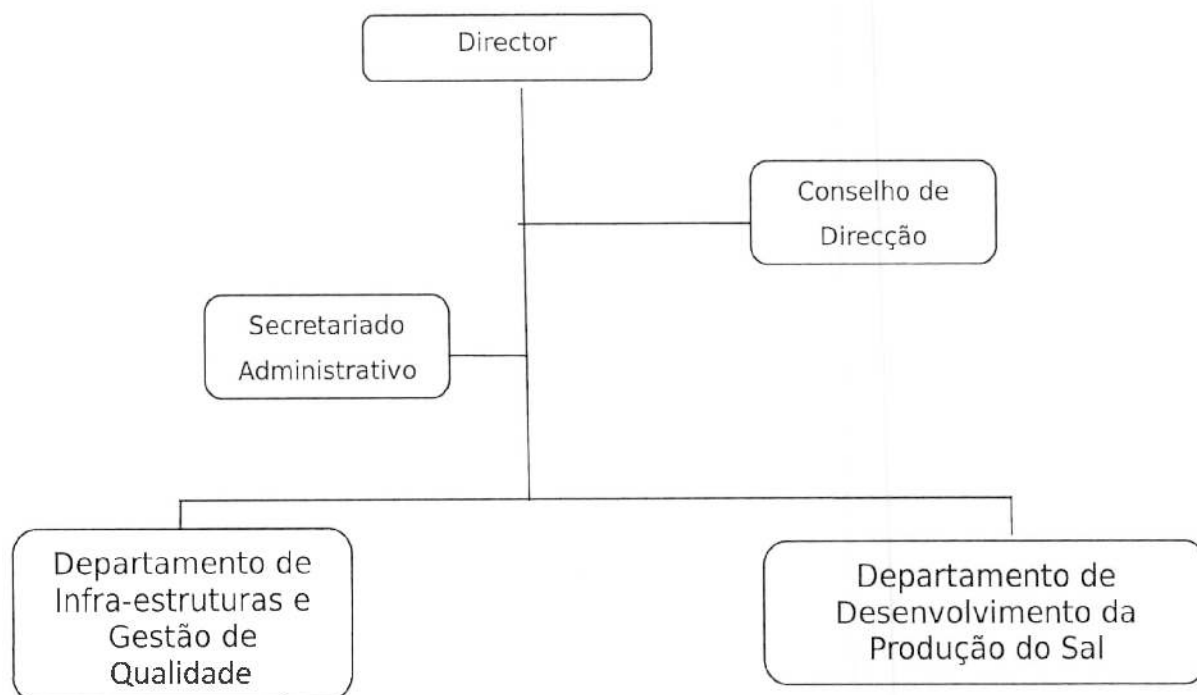 Director
Conselho de
Direcção
Secretariado
Administrativo
Departamento de
Infra-estruturas e
Gestão de
Qualidade
Departamento de
Desenvolvimento da
Produção do Sal